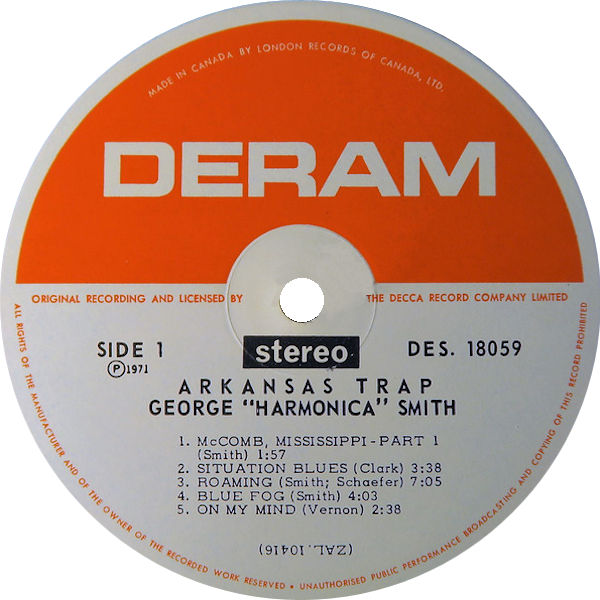 MADE IN CANADA BY LONDON RECORDS OF CANADA, LTD.
DERAM
ORIGINAL RECORDING AND LICENSED BY THE DECCA RECORD COMPANY LIMITED
SIDE 1
Ⓟ1971
stereo
DES. 18059
ARKANSAS TRAP
GEORGE "HARMONICA" SMITH
1. McCOMB, MISSISSIPPI-PART 1
(Smith) 1:57
2. SITUATION BLUES (Clark) 3:38
3. ROAMING (Smith; Schaefer) 7:05
4. BLUE FOG (Smith) 4:03
5. ON MY MIND (Vernon) 2:38
(ZAL. 10416)
ALL RIGHTS OF THE MANUFACTURER AND OF THE OWNER OF THE RECORDED WORK RESERVED • UNAUTHORISED PUBLIC PERFORMANCE BROADCASTING AND COPYING OF THIS RECORD PROHIBITED